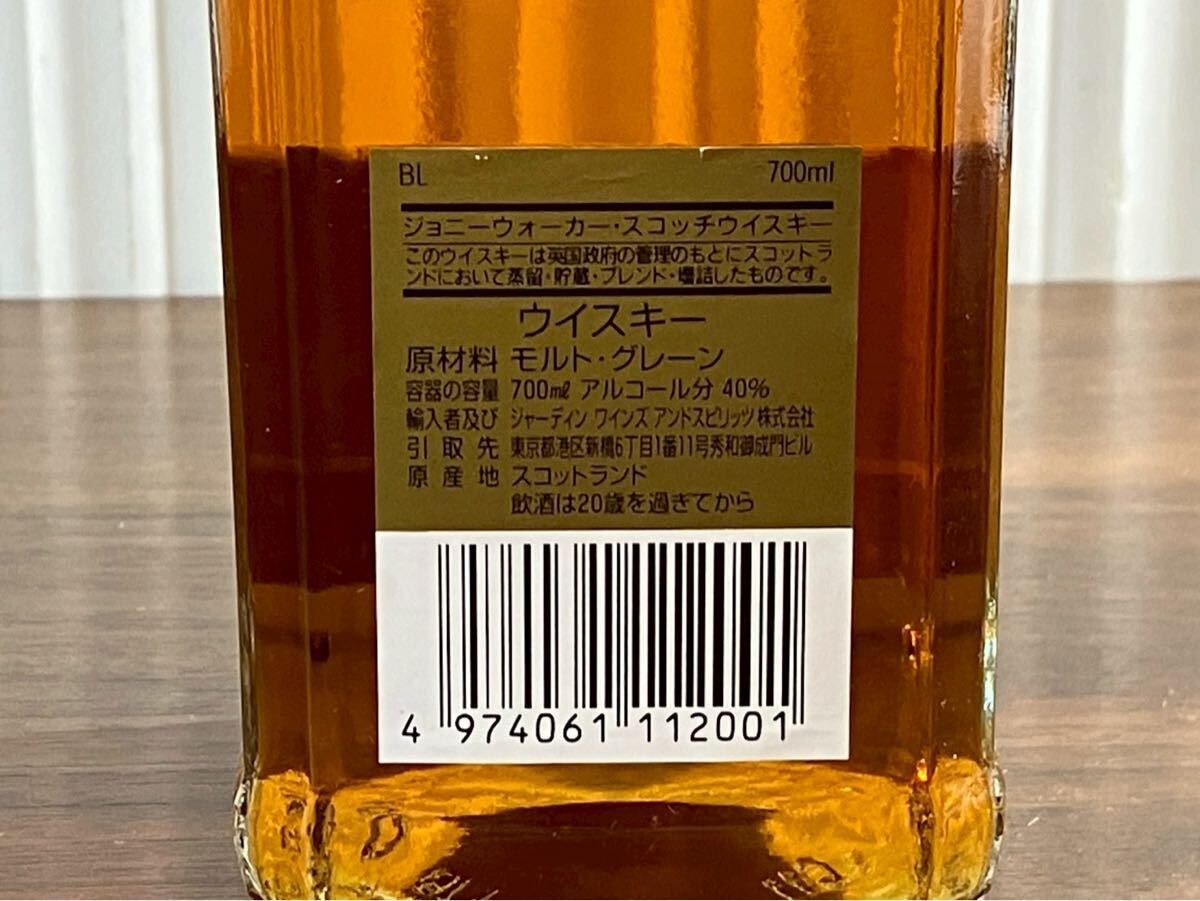 BL 700ml
ジョニーウォーカー・スコッチウイスキー
このウイスキーは英国政府の管理のもとにスコットラ
ンドにおいて蒸留・貯蔵・ブレンド・壜詰したものです。
ウイスキー
原材料 モルト・グレーン
容器の容量 700㎖ アルコール分 40%
輸入者及び ジャーディン ワインズ アンドスピリッツ株式会社
引取先 東京都港区新橋6丁目1番11号秀和御成門ビル
原産地 スコットランド
飲酒は20歳を過ぎてから
4 974061 112001